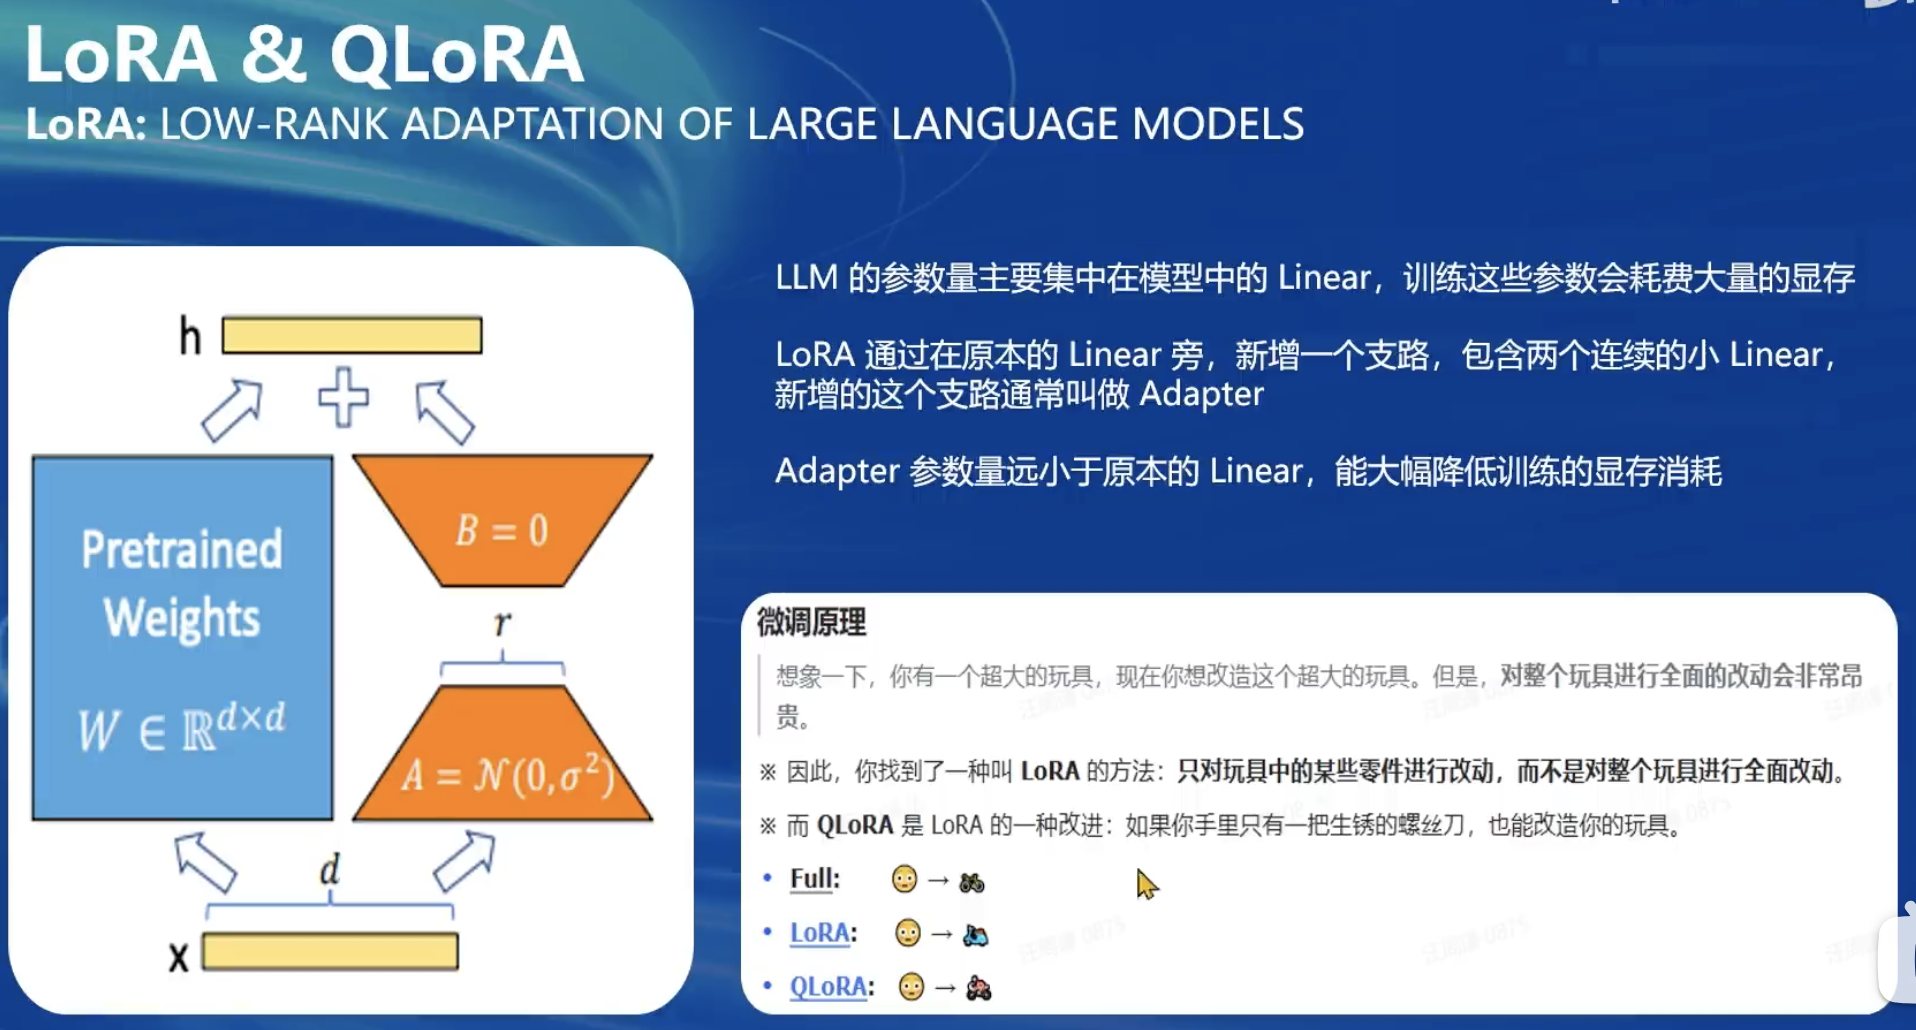 LoRA & QLoRA
LoRA: LOW-RANK ADAPTATION OF LARGE LANGUAGE MODELS
h
Pretrained
Weights
W ∈ ℝ^{d×d}
B = 0
r
A = 𝒩(0, σ²)
d
x
LLM 的参数量主要集中在模型中的 Linear，训练这些参数会耗费大量的显存
LoRA 通过在原本的 Linear 旁，新增一个支路，包含两个连续的小 Linear，
新增的这个支路通常叫做 Adapter
Adapter 参数量远小于原本的 Linear，能大幅降低训练的显存消耗
微调原理
想象一下，你有一个超大的玩具，现在你想改造这个超大的玩具。但是，对整个玩具进行全面的改动会非常昂
贵。
※ 因此，你找到了一种叫 LoRA 的方法：只对玩具中的某些零件进行改动，而不是对整个玩具进行全面改动。
※ 而 QLoRA 是 LoRA 的一种改进：如果你手里只有一把生锈的螺丝刀，也能改造你的玩具。
• Full: 😳 → 🚲
• LoRA: 😳 → 🛵
• QLoRA: 😳 → 🏍